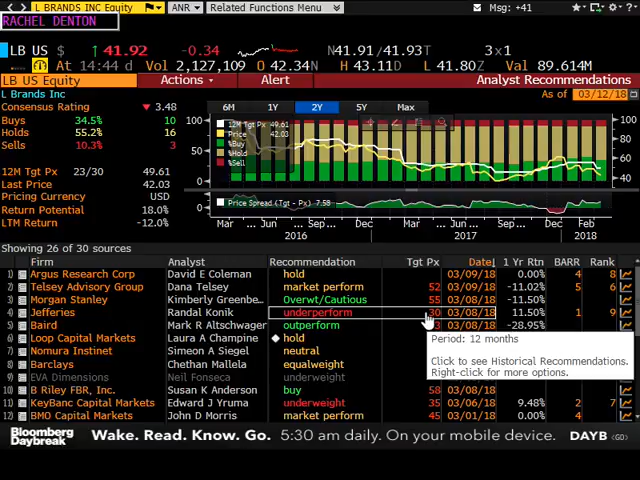 L BRANDS INC Equity ANR Related Functions Menu Msg: +41
RACHEL DENTON
LB US $ ↑ 41.92 -0.34 N41.91/41.93T 3x1
At 14:44 d Vol 2,127,109 O 42.34N H 43.11D L 41.80Z Val 89.614M
LB US Equity Actions Alert Analyst Recommendations
L Brands Inc As of 03/12/18
Consensus Rating 3.48
Buys 34.5% 10
Holds 55.2% 16
Sells 10.3% 3
12M Tgt Px 23/30 49.61
Last Price 42.03
Pricing Currency USD
Return Potential 18.0%
LTM Return -12.0%
6M 1Y 2Y 5Y Max
12M Tgt Px 49.61
Price 42.03
%Buy
%Hold
%Sell
100
50
0
Price Spread (Tgt - Px) 7.58
0
Mar Jun Sep Dec Mar Jun Sep Dec Feb
2016 2017 2018
Showing 26 of 30 sources
Firm Analyst Recommendation Tgt Px Date 1 Yr Rtn BARR Rank
1) Argus Research Corp David E Coleman hold 03/09/18 0.00% 4 8
2) Telsey Advisory Group Dana Telsey market perform 52 03/09/18 -11.02% 5 6
3) Morgan Stanley Kimberly Greenbe... Overwt/Cautious 55 03/08/18 -11.50%
4) Jefferies Randal Konik underperform 30 03/08/18 11.50% 1 9
5) Baird Mark R Altschwager outperform 03/08/18 -28.95%
6) Loop Capital Markets Laura A Champine hold
7) Nomura Instinet Simeon A Siegel neutral
8) Barclays Chethan Mallela equalweight
9) EVA Dimensions Neil Fonseca underweight
10) B Riley FBR, Inc. Susan K Anderson buy 58 03/08/18
11) KeyBanc Capital Markets Edward J Yruma underweight 35 03/06/18 9.48% 2 7
12) BMO Capital Markets John D Morris market perform 45 03/01/18 0.00% 4
Period: 12 months
Click to see Historical Recommendations.
Right-click for more options.
Bloomberg
Daybreak
Wake. Read. Know. Go. 5:30 am daily. On your mobile device. DAYB <GO>